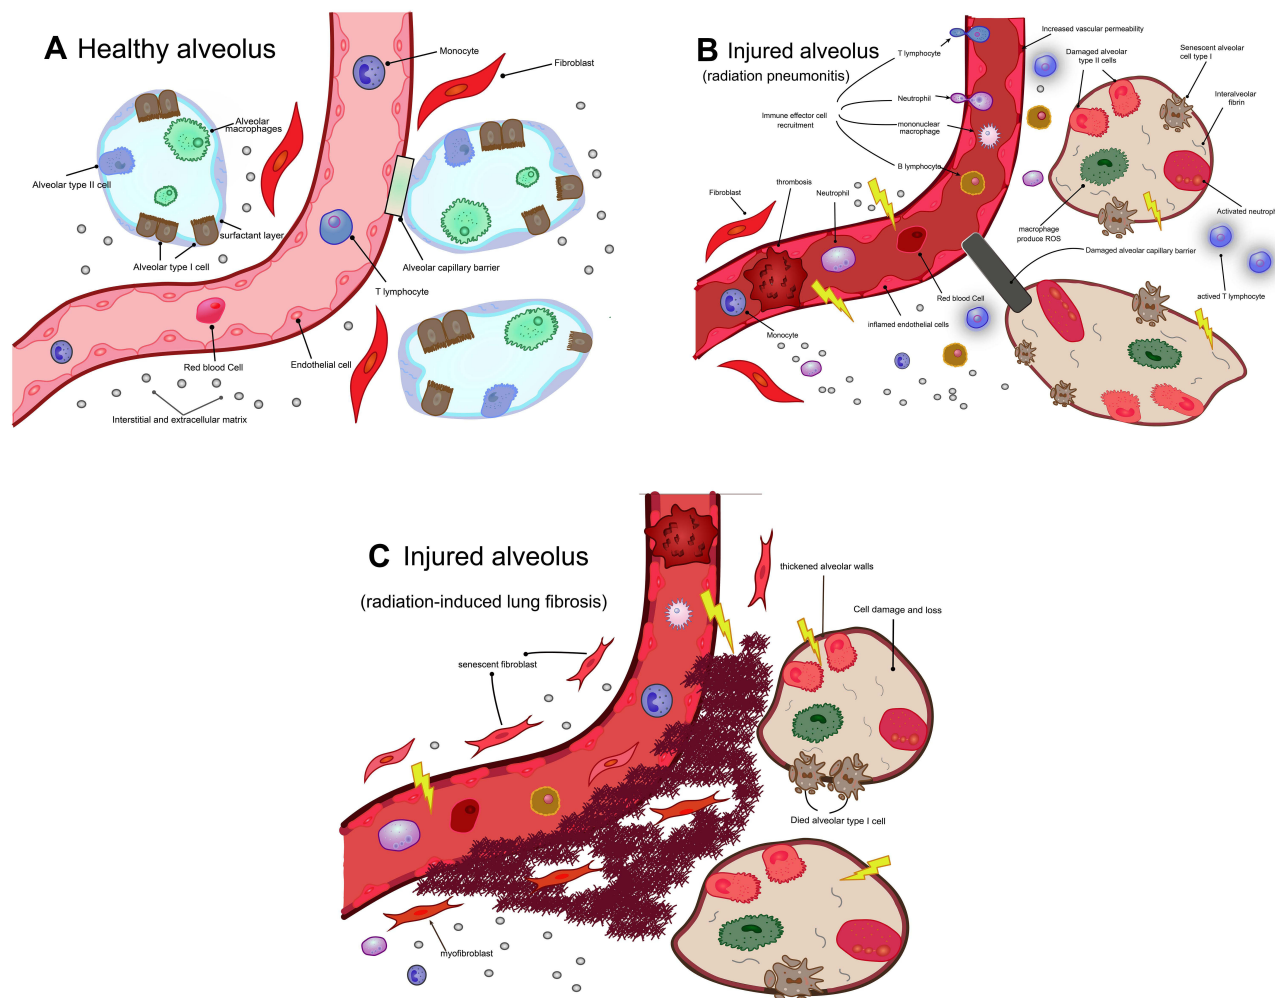 A Healthy alveolus
Monocyte
Fibroblast
Alveolar
macrophages
Alveolar type II cell
surfactant layer
Alveolar type I cell
Alveolar capillary barrier
T lymphocyte
Endothelial cell
Red blood Cell
Interstitial and extracellular matrix
B Injured alveolus
(radiation pneumonitis)
T lymphocyte
Increased vascular permeability
Damaged alveolar
type II cells
Senescent alveolar
cell type I
Interalveolar
fibrin
Neutrophil
Immune effector cell
recruitment
mononuclear
macrophage
B lymphocyte
Fibroblast
thrombosis
Neutrophil
Activated neutroph
macrophage
produce ROS
Damaged alveolar capillary barrier
Red blood Cell
actived T lymphocyte
inflamed endothelial cells
Monocyte
C Injured alveolus
(radiation-induced lung fibrosis)
thickened alveolar walls
Cell damage and loss
senescent fibroblast
Died alveolar type I cell
myofibroblast